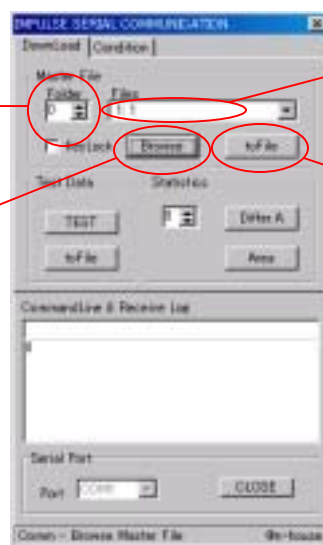 IMPULSE SERIAL COMMUNICATION
Download Condition
Master File
Folder Files
0 1: 1
Browse toFile
Test Data Statistics
TEST Differ A
toFile Area
CommandLine & Receive Log
Serial Port
Port CLOSE
Comm - Browse Master File